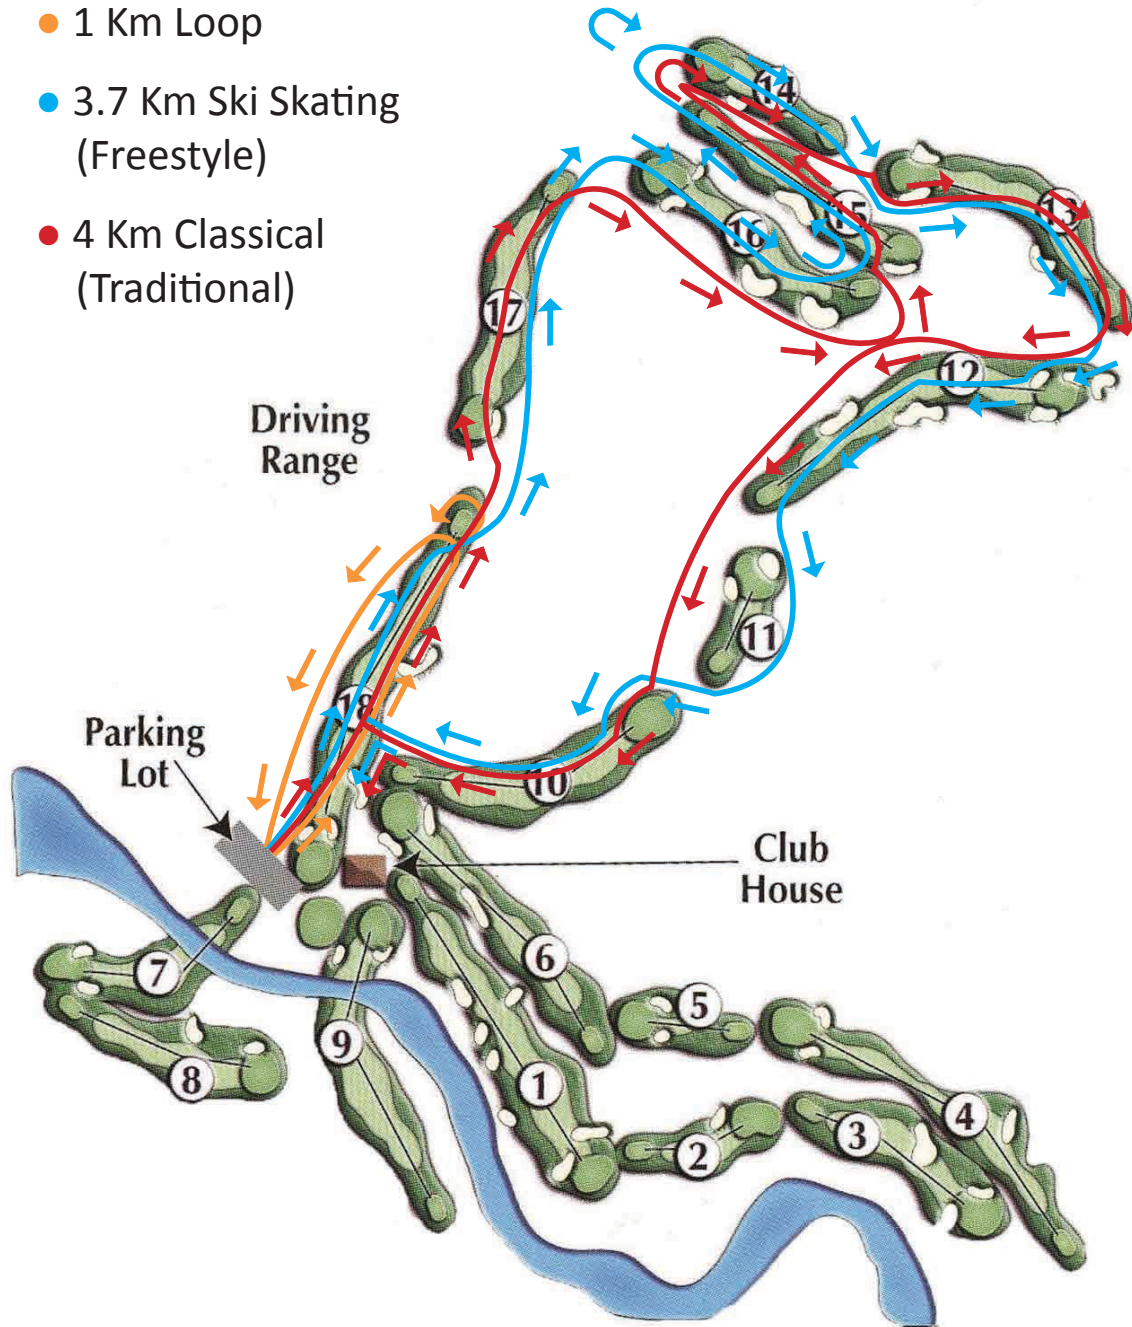 1 Km Loop
3.7 Km Ski Skating
(Freestyle)
4 Km Classical
(Traditional)
14
13
15
16
17
12
Driving
Range
11
18
Parking
Lot
10
Club
House
6
7
5
9
8
1
4
3
2